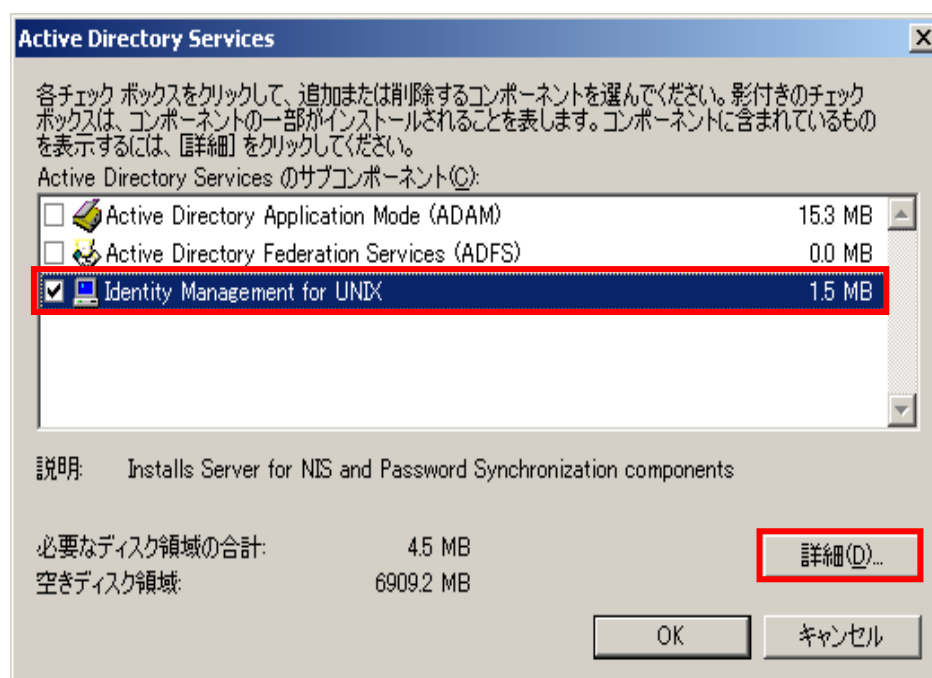 Active Directory Services
各チェック ボックスをクリックして、追加または削除するコンポーネントを選んでください。影付きのチェック
ボックスは、コンポーネントの一部がインストールされることを表します。コンポーネントに含まれているもの
を表示するには、[詳細] をクリックしてください。
Active Directory Services のサブコンポーネント(C):
Active Directory Application Mode (ADAM) 15.3 MB
Active Directory Federation Services (ADFS) 0.0 MB
Identity Management for UNIX 1.5 MB
説明: Installs Server for NIS and Password Synchronization components
必要なディスク領域の合計: 4.5 MB
詳細(D)...
空きディスク領域: 6909.2 MB
OK キャンセル